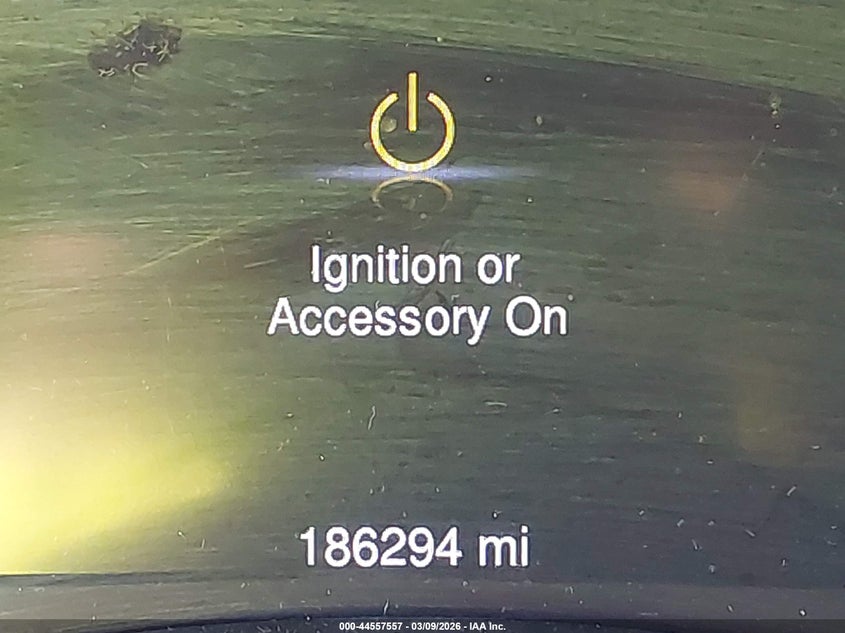 Ignition or
Accessory On
186294 mi
000-44557557 - 03/09/2026 - IAA Inc.